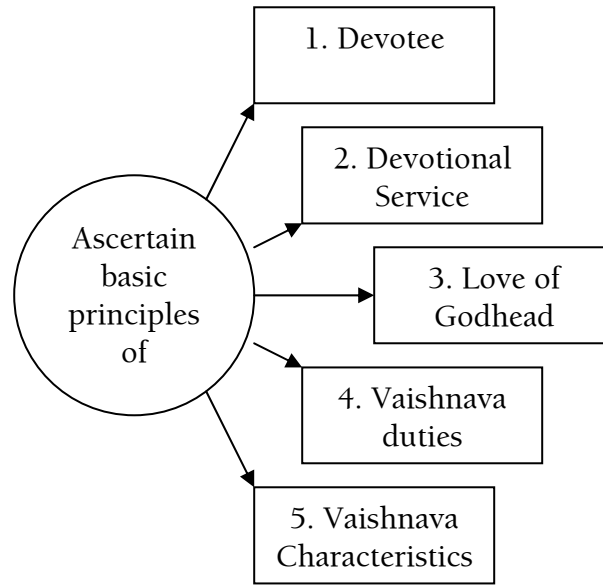 1. Devotee
2. Devotional
Service
Ascertain
basic
principles
of
3. Love of
Godhead
4. Vaishnava
duties
5. Vaishnava
Characteristics